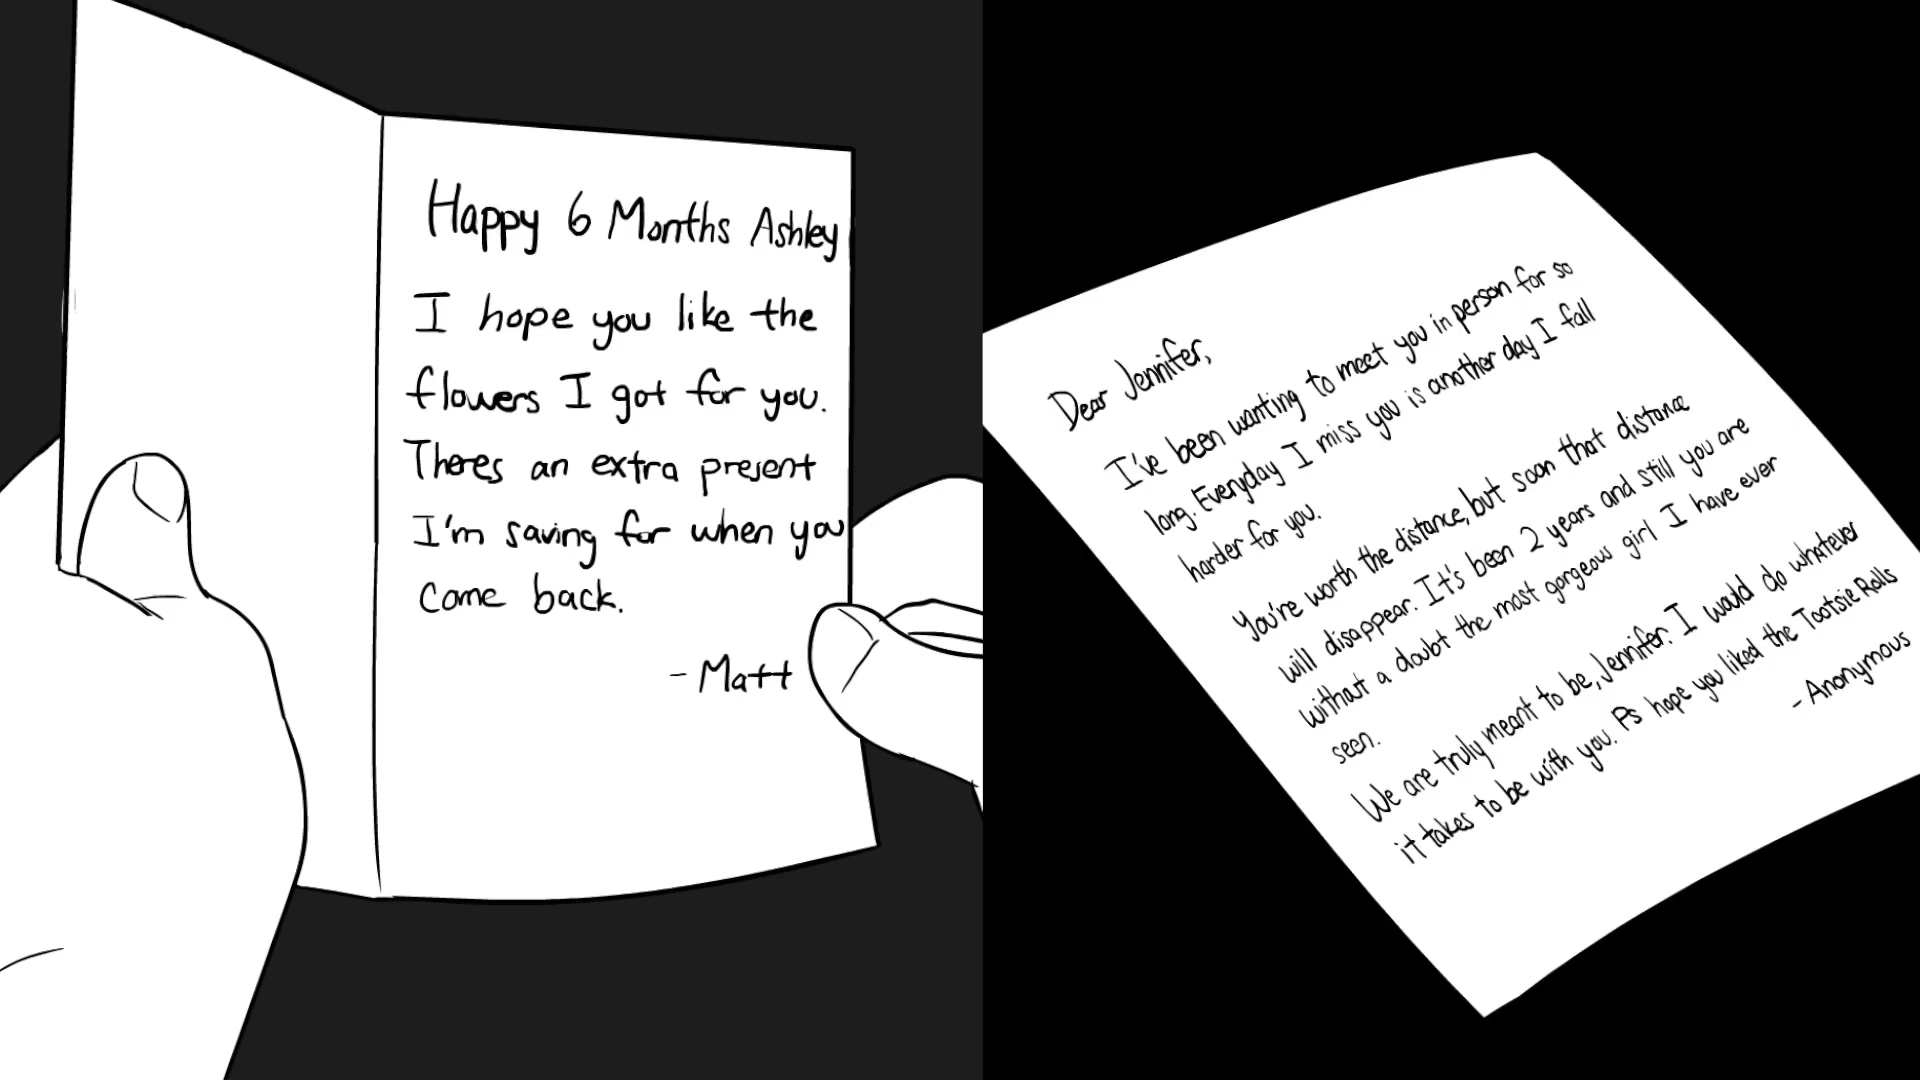 Happy 6 Months Ashley
I hope you like the
flowers I got for you.
Theres an extra present
I'm saving for when you
come back.
- Matt
Dear Jennifer,
I've been wanting to meet you in person for so
long. Everyday I miss you is another day I fall
harder for you.
You're worth the distance, but soon that distance
will disappear. It's been 2 years and still you are
without a doubt the most gorgeous girl I have ever
seen.
We are truly meant to be, Jennifer. I would do whatever
it takes to be with you. Ps hope you liked the Tootsie Rolls
- Anonymous